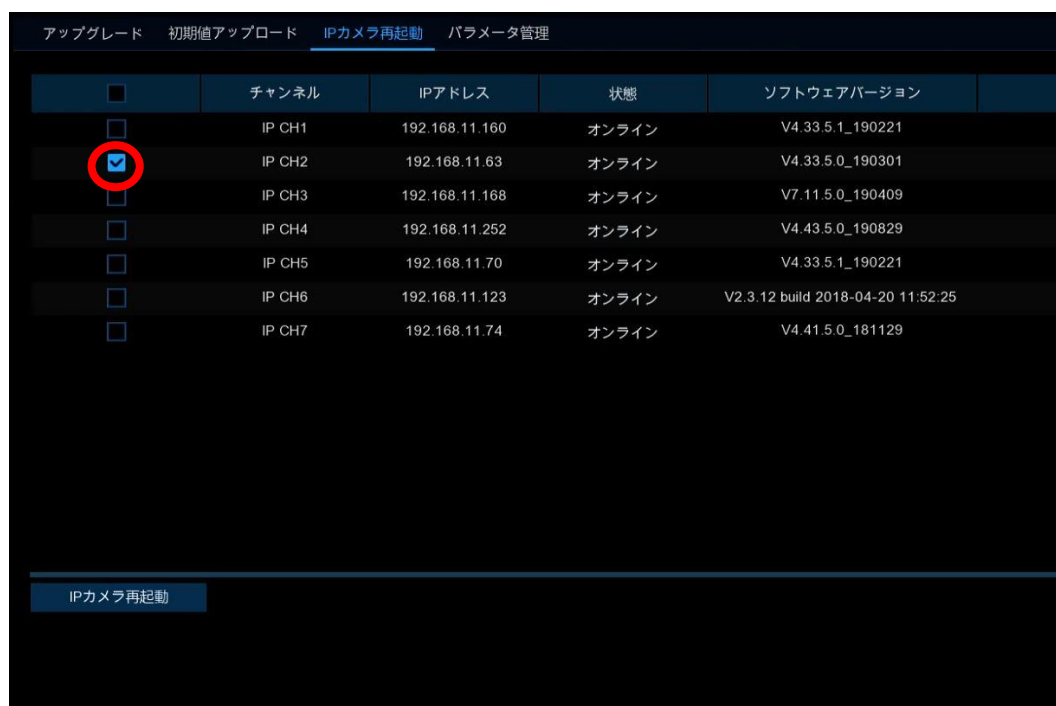 アップグレード 初期値アップロード IPカメラ再起動 パラメータ管理
チャンネル IPアドレス 状態 ソフトウェアバージョン
IP CH1 192.168.11.160 オンライン V4.33.5.1_190221
IP CH2 192.168.11.63 オンライン V4.33.5.0_190301
IP CH3 192.168.11.168 オンライン V7.11.5.0_190409
IP CH4 192.168.11.252 オンライン V4.43.5.0_190829
IP CH5 192.168.11.70 オンライン V4.33.5.1_190221
IP CH6 192.168.11.123 オンライン V2.3.12 build 2018-04-20 11:52:25
IP CH7 192.168.11.74 オンライン V4.41.5.0_181129
IPカメラ再起動